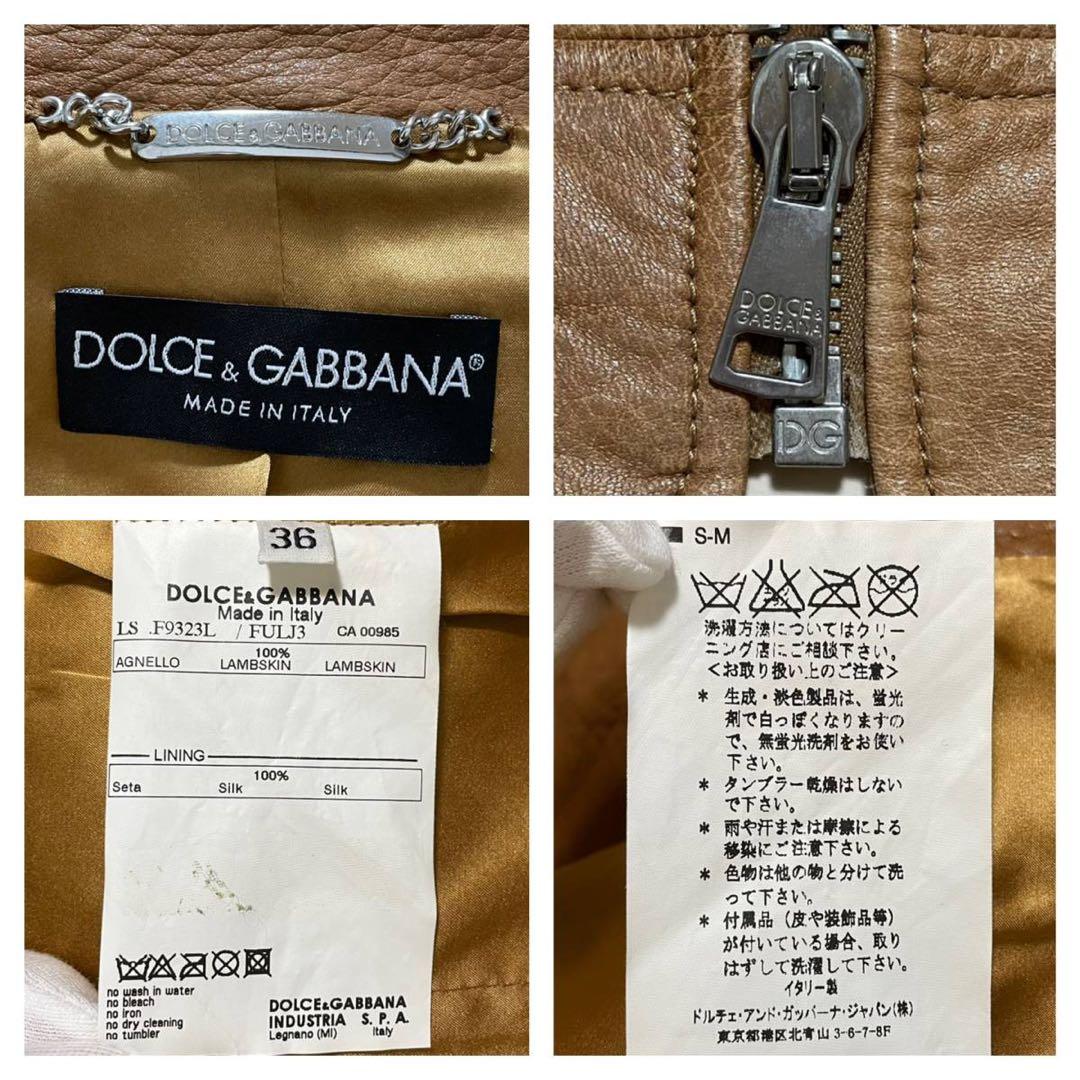 DOLCE&GABBANA
DOLCE&GABBANA®
MADE IN ITALY
DOLCE&
GABBANA
DG
36
DOLCE&GABBANA
Made in Italy
LS .F9323L / FULJ3 CA 00985
100%
AGNELLO LAMBSKIN LAMBSKIN
LINING
100%
Seta Silk Silk
no wash in water
no bleach
no iron
no dry cleaning
no tumbler
DOLCE&GABBANA
INDUSTRIA S. P. A.
Legnano (MI) Italy
S-M
洗濯方法についてはクリー
ニング店にご相談下さい。
<お取り扱い上のご注意>
* 生成・淡色製品は、蛍光
剤で白っぽくなりますの
で、無蛍光洗剤をお使い
下さい。
* タンブラー乾燥はしない
で下さい。
* 雨や汗または摩擦による
移染にご注意下さい。
* 色物は他の物と分けて洗
って下さい。
* 付属品（皮や装飾品等）
が付いている場合、取り
はずして洗濯して下さい。
イタリー製
ドルチェ・アンド・ガッバーナ・ジャパン(株)
東京都港区北青山 3-6-7-8F